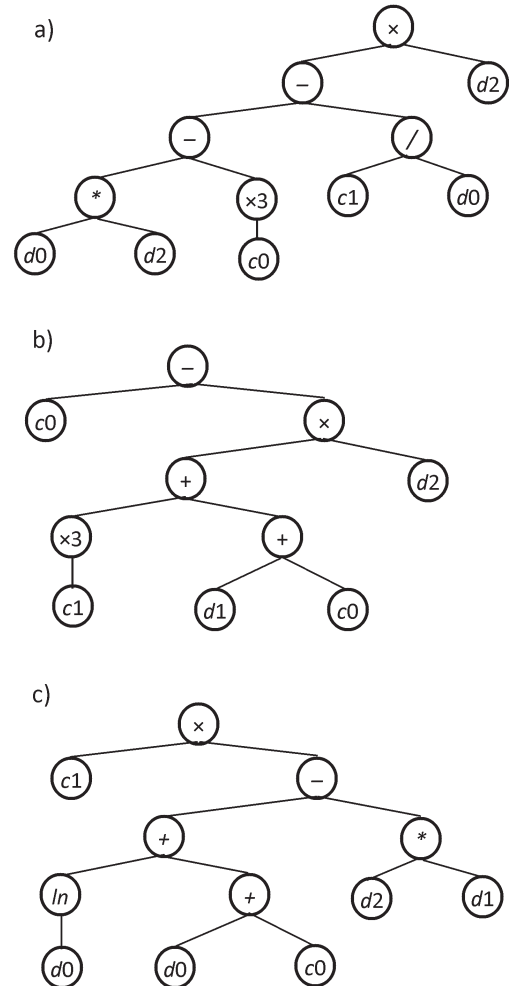 a)
×
– d2
– /
* ×3 c1 d0
d0 d2 c0
b)
–
c0 ×
+ d2
×3 +
c1 d1 c0
c)
×
c1 –
+ *
ln + d2 d1
d0 d0 c0